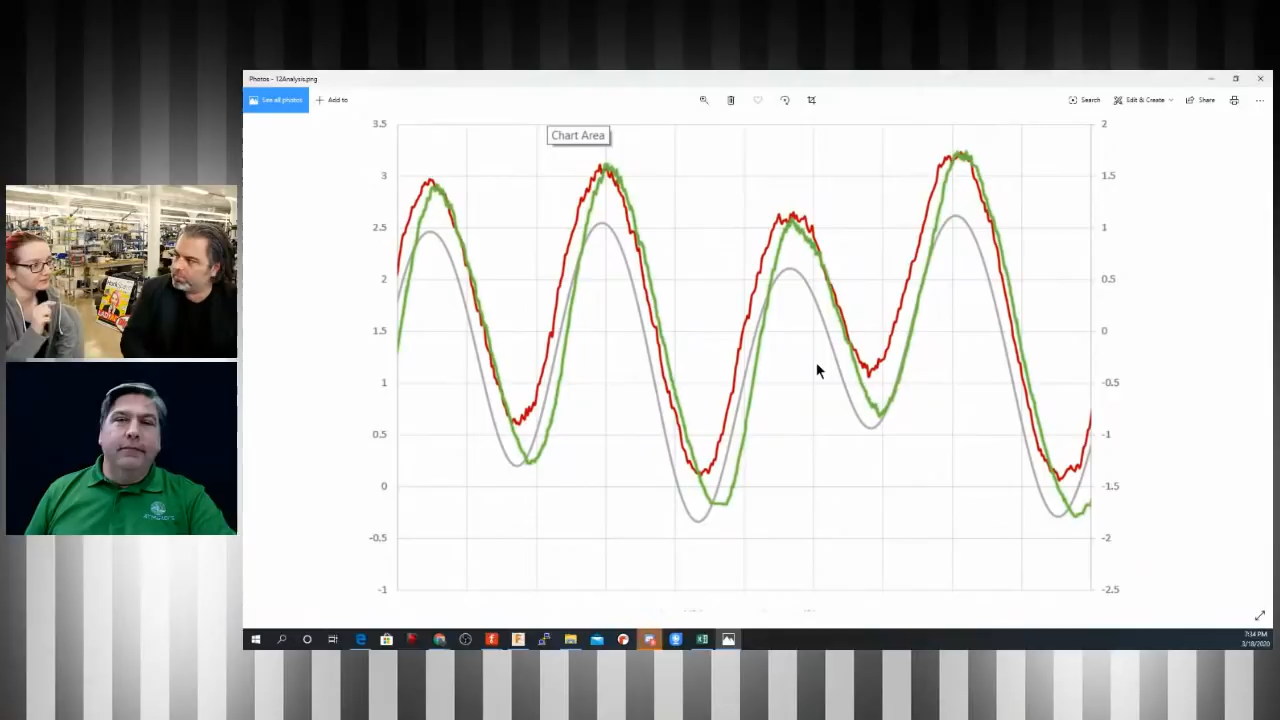 Photos - 12Analysis.png
See all photos
Add to
Search
Edit & Create
Share
Chart Area
3.5
3
2.5
2
1.5
1
0.5
0
-0.5
-1
2
1.5
1
0.5
0
-0.5
-1
-1.5
-2
-2.5
7:34 PM
3/18/2020